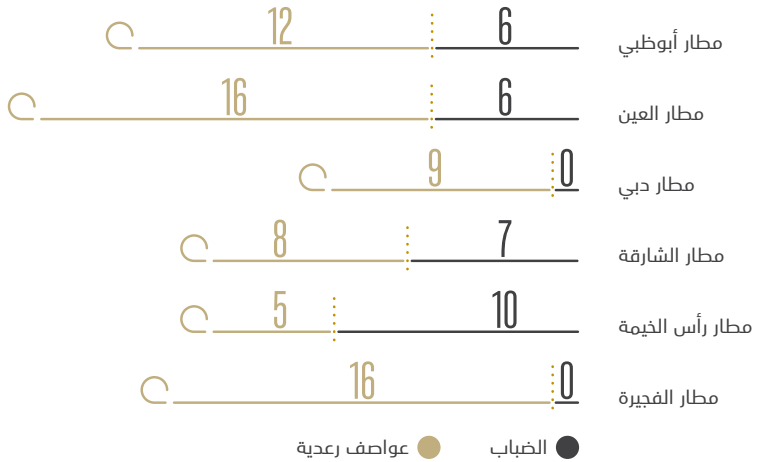 مطار أبوظبي 6 12
مطار العين 6 16
مطار دبي 0 9
مطار الشارقة 7 8
مطار رأس الخيمة 10 5
مطار الفجيرة 0 16
الضباب عواصف رعدية